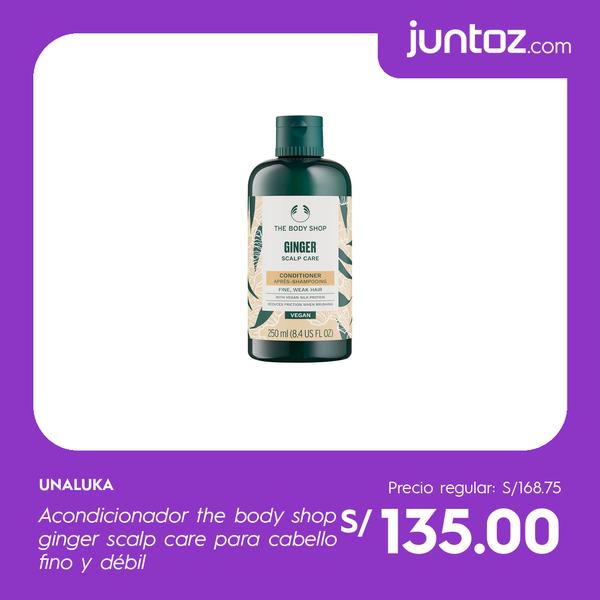 juntoz.com
THE BODY SHOP
GINGER
SCALP CARE
CONDITIONER
APRÈS-SHAMPOOING
FINE, WEAK HAIR
WITH VEGAN SILK PROTEIN
REDUCES FRICTION WHEN BRUSHING
VEGAN
250 ml (8.4 US FL OZ)
UNALUKA
Acondicionador the body shop
ginger scalp care para cabello
fino y débil
Precio regular: S/168.75
S/135.00